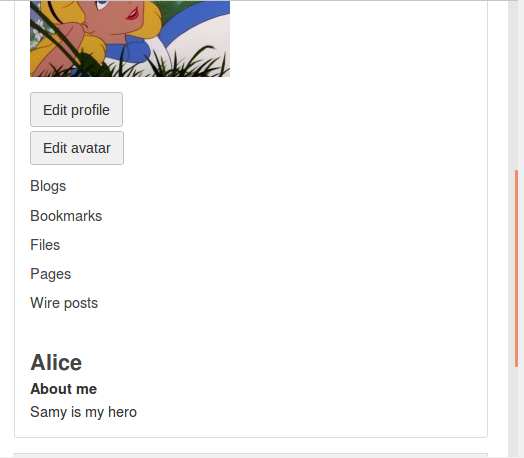 Edit profile
Edit avatar
Blogs
Bookmarks
Files
Pages
Wire posts
Alice
About me
Samy is my hero